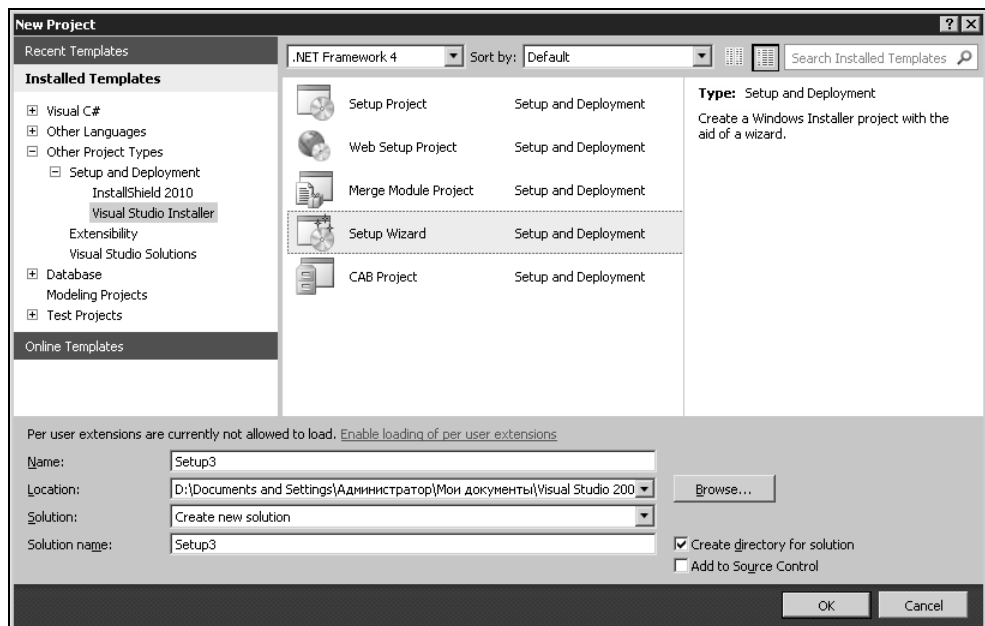 New Project
Recent Templates
.NET Framework 4 Sort by: Default Search Installed Templates
Installed Templates
Visual C#
Other Languages
Other Project Types
Setup and Deployment
InstallShield 2010
Visual Studio Installer
Extensibility
Visual Studio Solutions
Database
Modeling Projects
Test Projects
Online Templates
Setup Project Setup and Deployment
Web Setup Project Setup and Deployment
Merge Module Project Setup and Deployment
Setup Wizard Setup and Deployment
CAB Project Setup and Deployment
Type: Setup and Deployment
Create a Windows Installer project with the
aid of a wizard.
Per user extensions are currently not allowed to load. Enable loading of per user extensions
Name: Setup3
Location: D:\Documents and Settings\Администратор\Мои документы\Visual Studio 200 Browse...
Solution: Create new solution
Solution name: Setup3
Create directory for solution
Add to Source Control
OK Cancel